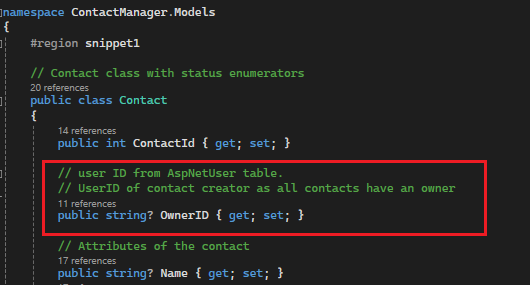 namespace ContactManager.Models
{
#region snippet1
// Contact class with status enumerators
20 references
public class Contact
{
14 references
public int ContactId { get; set; }
// user ID from AspNetUser table.
// UserID of contact creator as all contacts have an owner
11 references
public string? OwnerID { get; set; }
// Attributes of the contact
17 references
public string? Name { get; set; }